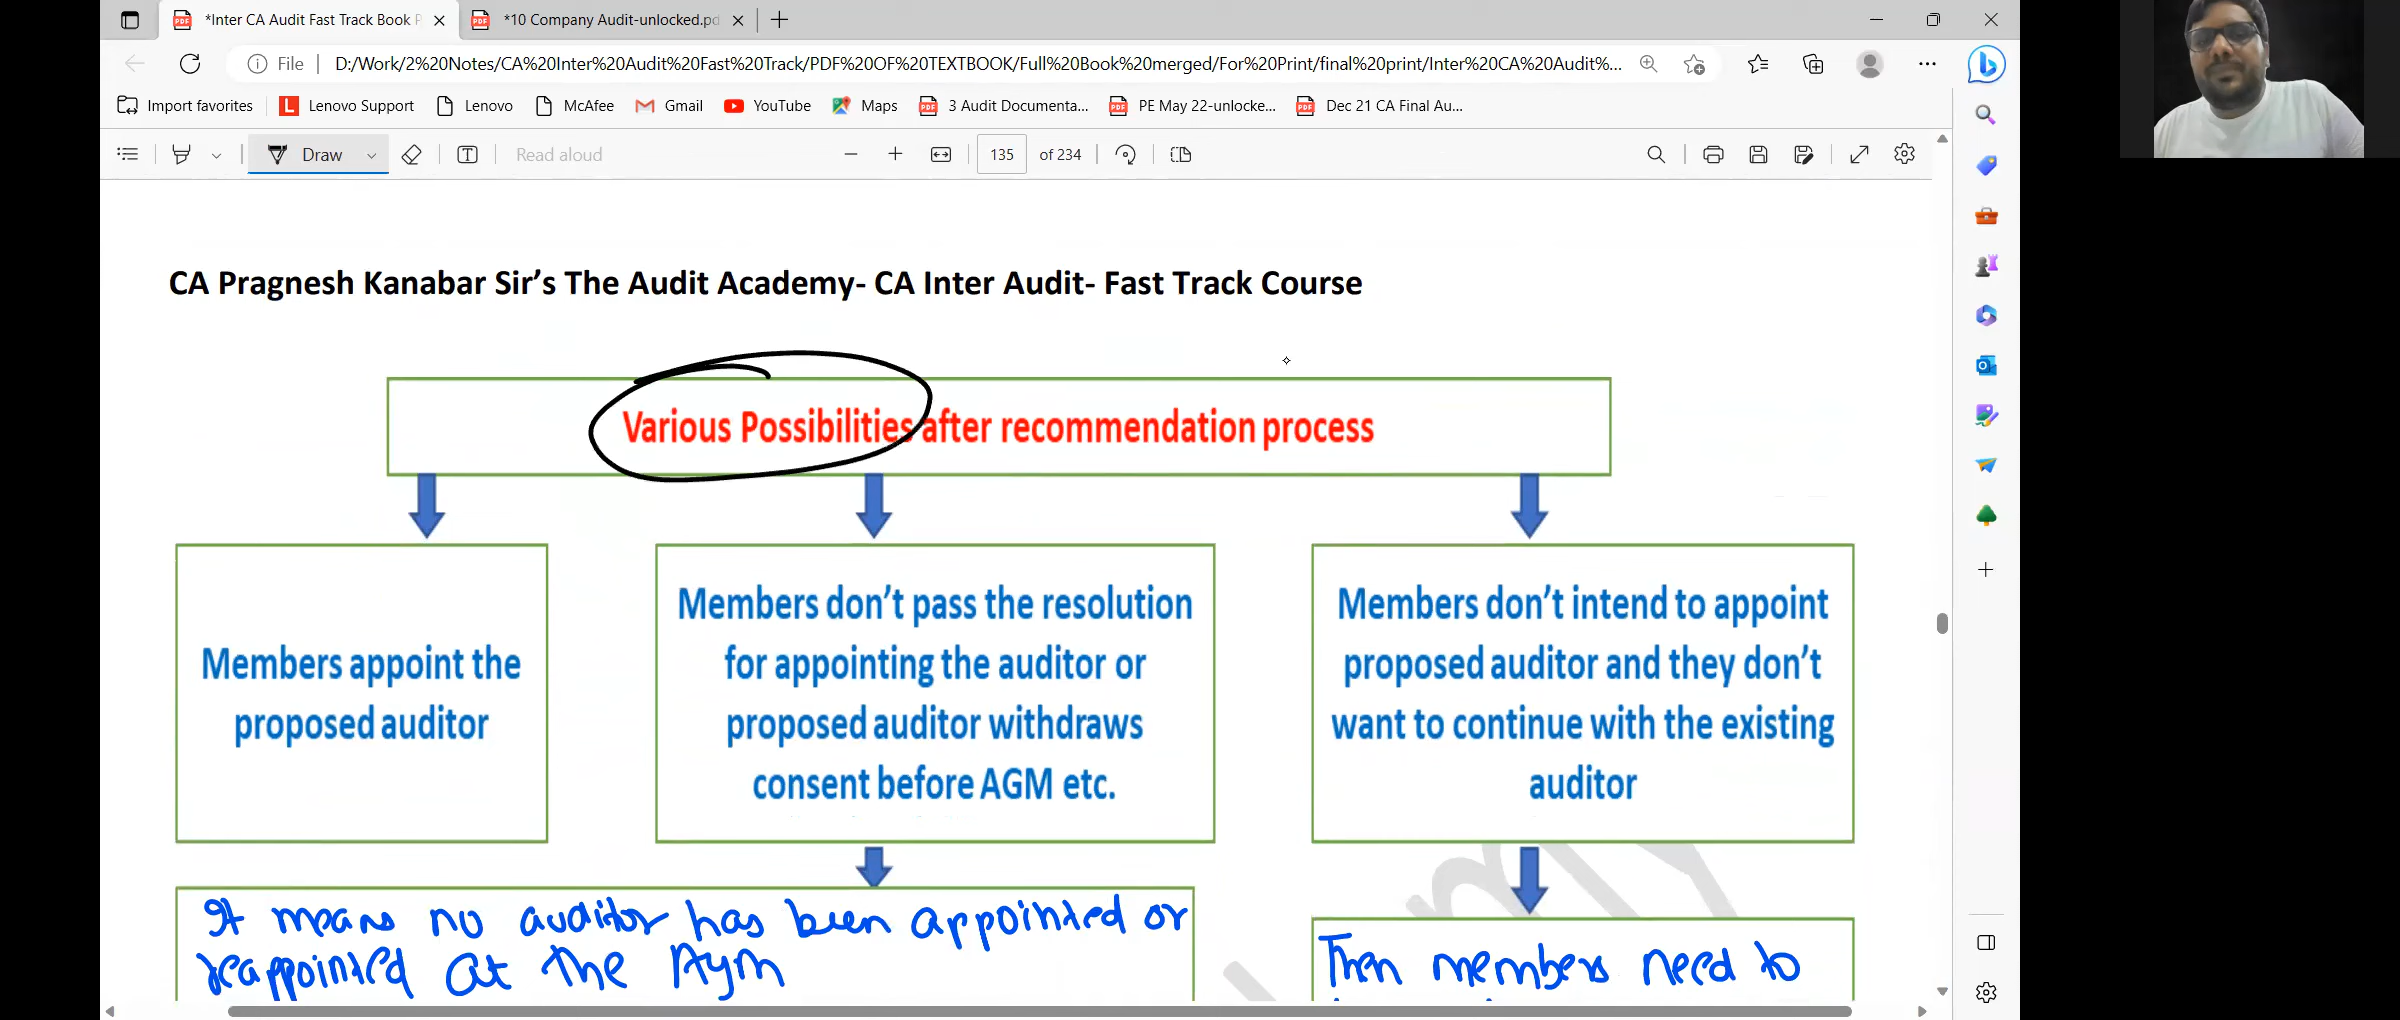 *Inter CA Audit Fast Track Book P
*10 Company Audit-unlocked.pd
File
D:/Work/2%20Notes/CA%20Inter%20Audit%20Fast%20Track/PDF%20OF%20TEXTBOOK/Full%20Book%20merged/For%20Print/final%20print/Inter%20CA%20Audit%...
Import favorites
Lenovo Support
Lenovo
McAfee
Gmail
YouTube
Maps
3 Audit Documenta...
PE May 22-unlocke...
Dec 21 CA Final Au...
Draw
Read aloud
135 of 234
CA Pragnesh Kanabar Sir’s The Audit Academy- CA Inter Audit- Fast Track Course
Various Possibilities after recommendation process
Members appoint the
proposed auditor
Members don’t pass the resolution
for appointing the auditor or
proposed auditor withdraws
consent before AGM etc.
Members don’t intend to appoint
proposed auditor and they don’t
want to continue with the existing
auditor
It means no auditor has been appointed or
reappointed at the Agm
Then members need to